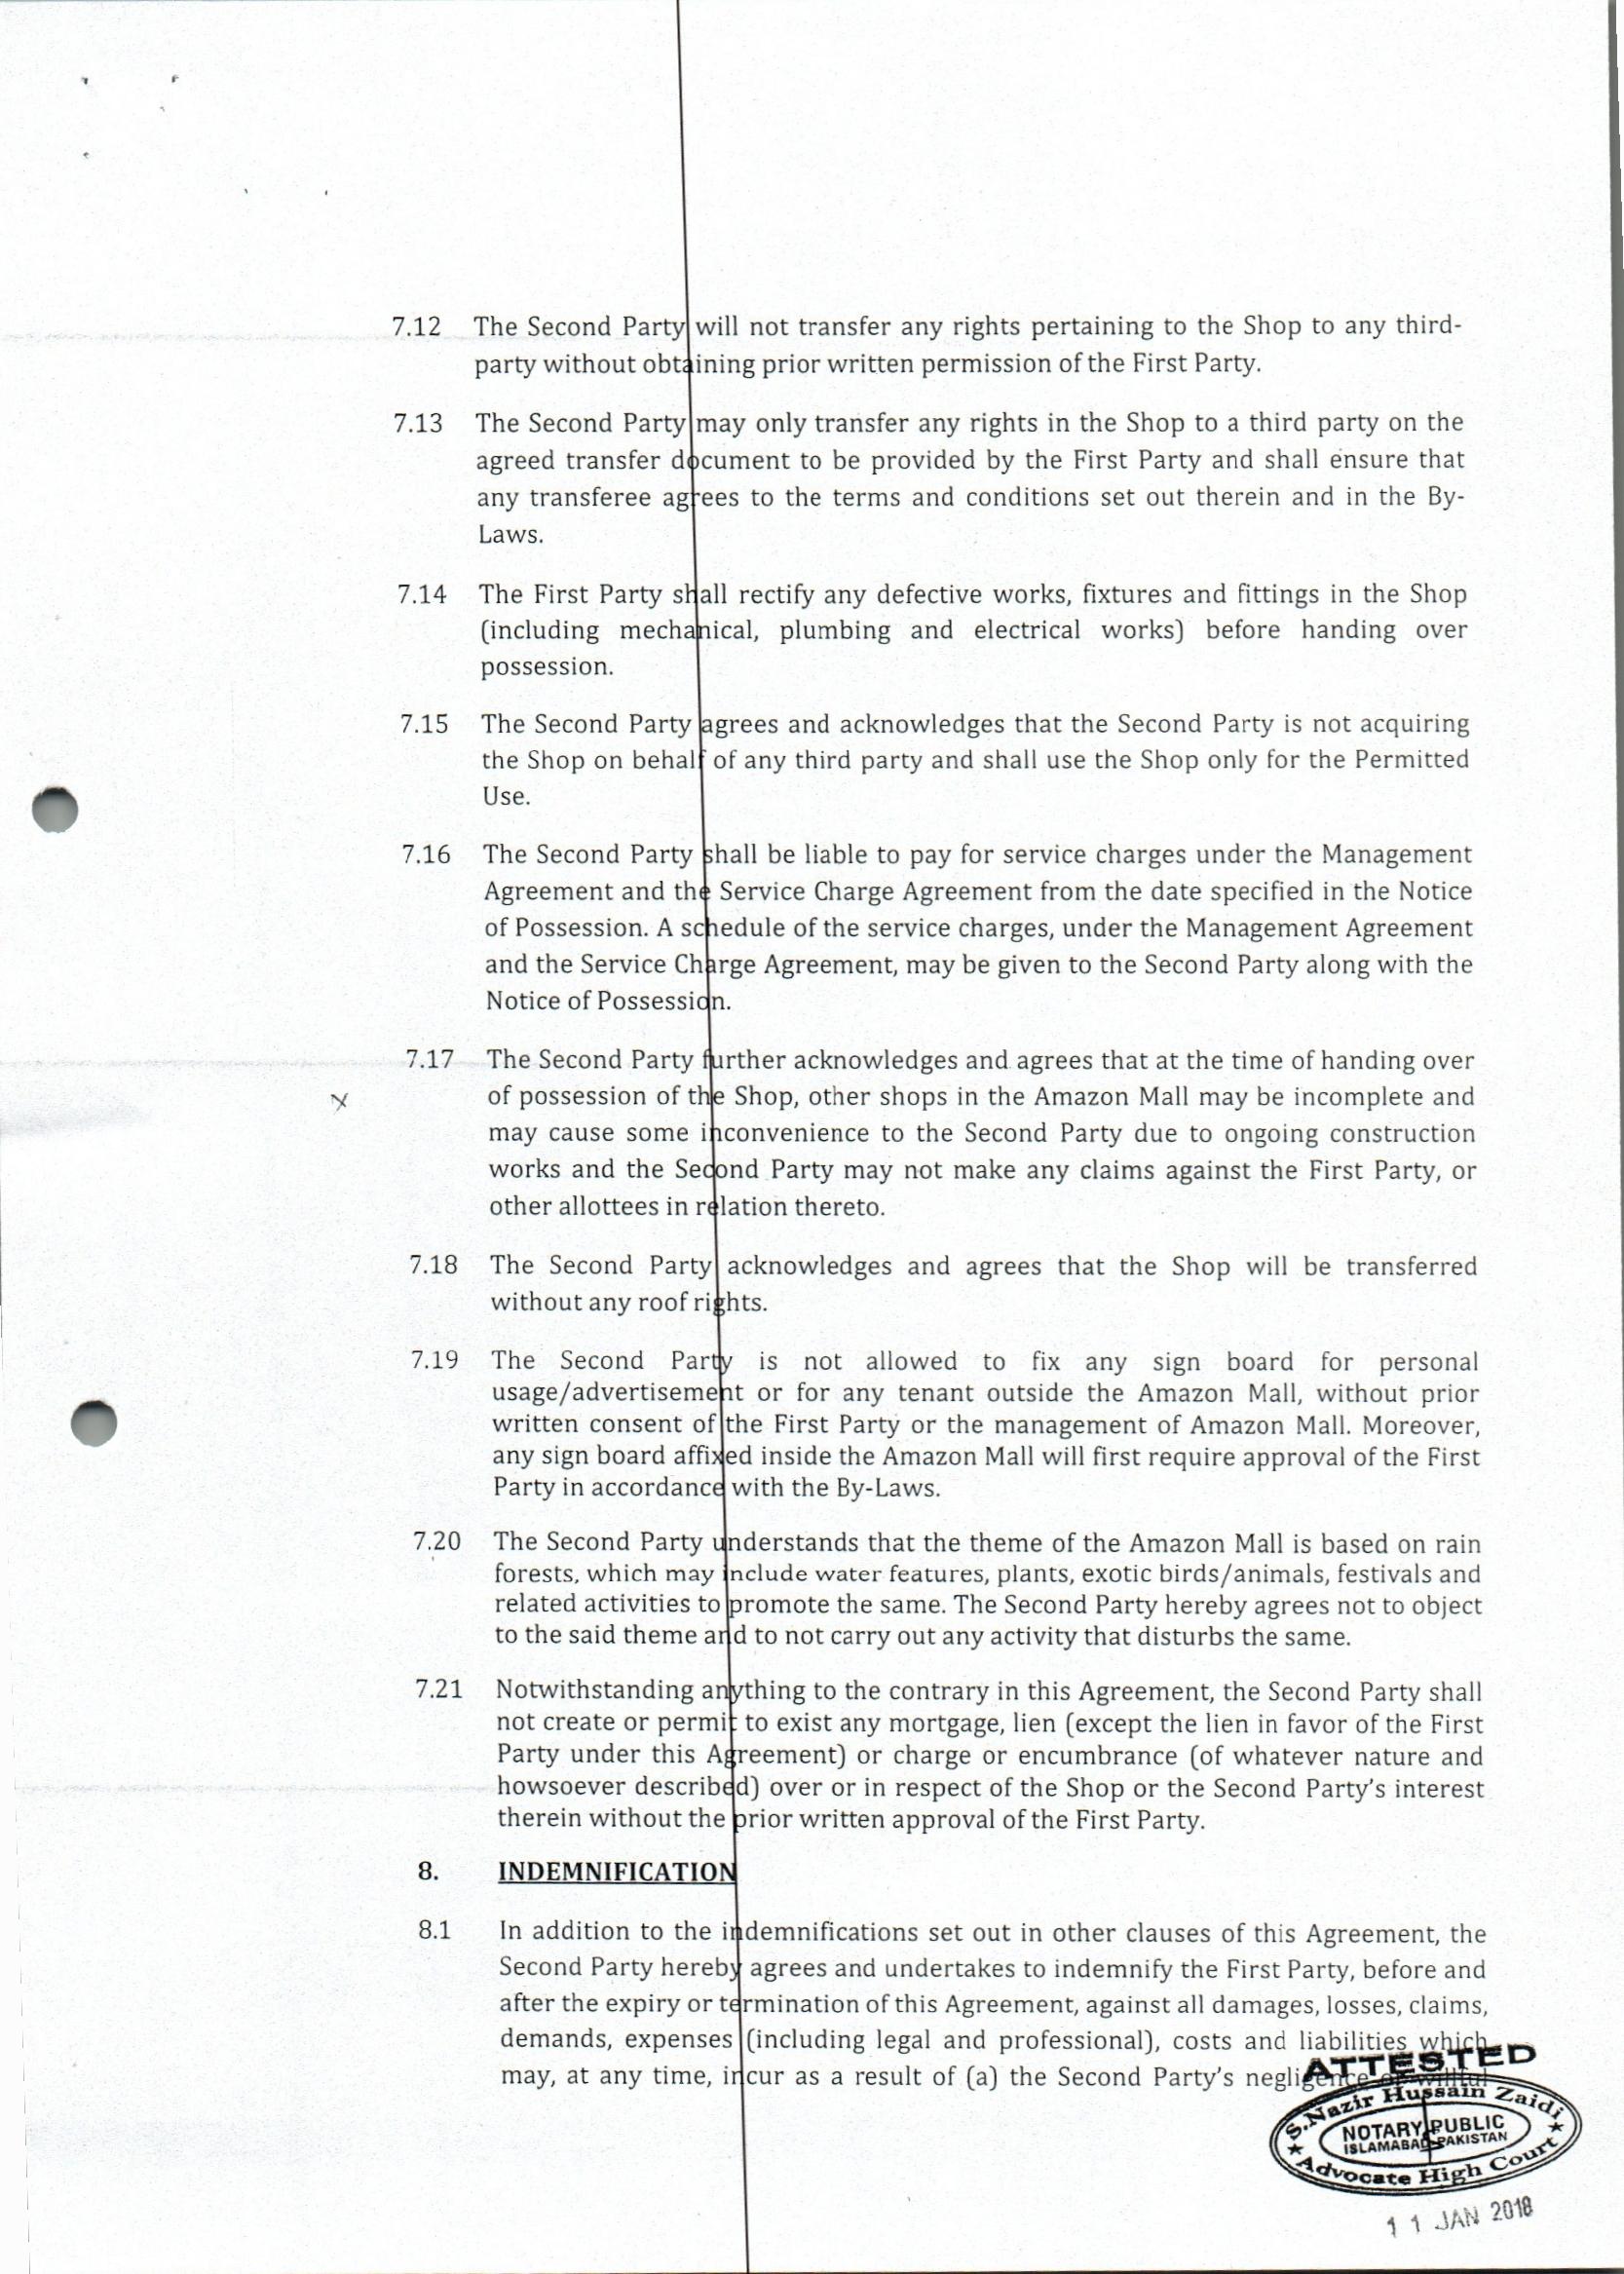 7.12 The Second Party will not transfer any rights pertaining to the Shop to any third-
party without obtaining prior written permission of the First Party.
7.13 The Second Party may only transfer any rights in the Shop to a third party on the
agreed transfer document to be provided by the First Party and shall ensure that
any transferee agrees to the terms and conditions set out therein and in the By-
Laws.
7.14 The First Party shall rectify any defective works, fixtures and fittings in the Shop
(including mechanical, plumbing and electrical works) before handing over
possession.
7.15 The Second Party agrees and acknowledges that the Second Party is not acquiring
the Shop on behalf of any third party and shall use the Shop only for the Permitted
Use.
7.16 The Second Party shall be liable to pay for service charges under the Management
Agreement and the Service Charge Agreement from the date specified in the Notice
of Possession. A schedule of the service charges, under the Management Agreement
and the Service Charge Agreement, may be given to the Second Party along with the
Notice of Possession.
7.17 The Second Party further acknowledges and agrees that at the time of handing over
of possession of the Shop, other shops in the Amazon Mall may be incomplete and
may cause some inconvenience to the Second Party due to ongoing construction
works and the Second Party may not make any claims against the First Party, or
other allottees in relation thereto.
7.18 The Second Party acknowledges and agrees that the Shop will be transferred
without any roof rights.
7.19 The Second Party is not allowed to fix any sign board for personal
usage/advertisement or for any tenant outside the Amazon Mall, without prior
written consent of the First Party or the management of Amazon Mall. Moreover,
any sign board affixed inside the Amazon Mall will first require approval of the First
Party in accordance with the By-Laws.
7.20 The Second Party understands that the theme of the Amazon Mall is based on rain
forests, which may include water features, plants, exotic birds/animals, festivals and
related activities to promote the same. The Second Party hereby agrees not to object
to the said theme and to not carry out any activity that disturbs the same.
7.21 Notwithstanding anything to the contrary in this Agreement, the Second Party shall
not create or permit to exist any mortgage, lien (except the lien in favor of the First
Party under this Agreement) or charge or encumbrance (of whatever nature and
howsoever described) over or in respect of the Shop or the Second Party's interest
therein without the prior written approval of the First Party.
8. INDEMNIFICATION
8.1 In addition to the indemnifications set out in other clauses of this Agreement, the
Second Party hereby agrees and undertakes to indemnify the First Party, before and
after the expiry or termination of this Agreement, against all damages, losses, claims,
demands, expenses (including legal and professional), costs and liabilities which
may, at any time, incur as a result of (a) the Second Party's negligence or willful
ATTESTED
S.Nazir Hussain Zaidi
NOTARY PUBLIC
ISLAMABAD PAKISTAN
Advocate High Court
11 JAN 2018